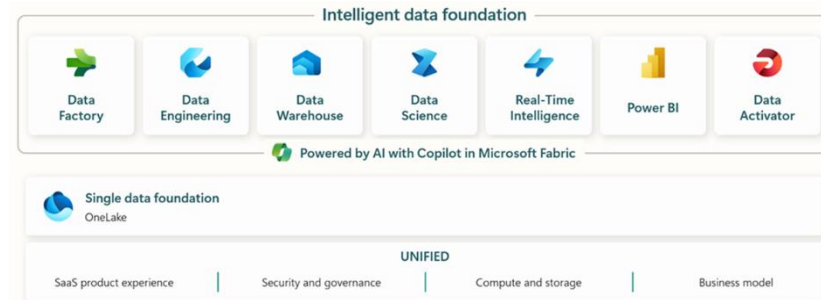 Intelligent data foundation
Data Factory
Data Engineering
Data Warehouse
Data Science
Real-Time Intelligence
Power BI
Data Activator
Powered by AI with Copilot in Microsoft Fabric
Single data foundation
OneLake
UNIFIED
SaaS product experience
Security and governance
Compute and storage
Business model